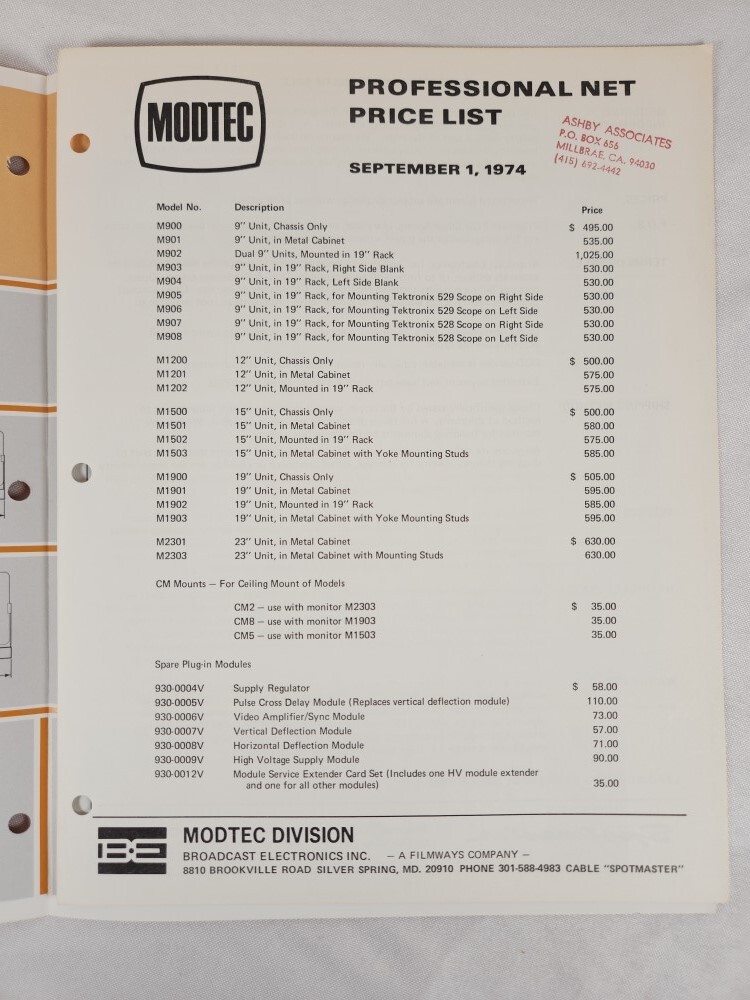 MODTEC
PROFESSIONAL NET
PRICE LIST
SEPTEMBER 1, 1974
ASHBY ASSOCIATES
P.O. BOX 656
MILLBRAE, CA. 94030
(415) 692-4442
Model No. Description Price
M900 9" Unit, Chassis Only $ 495.00
M901 9" Unit, in Metal Cabinet 535.00
M902 Dual 9" Units, Mounted in 19" Rack 1,025.00
M903 9" Unit, in 19" Rack, Right Side Blank 530.00
M904 9" Unit, in 19" Rack, Left Side Blank 530.00
M905 9" Unit, in 19" Rack, for Mounting Tektronix 529 Scope on Right Side 530.00
M906 9" Unit, in 19" Rack, for Mounting Tektronix 529 Scope on Left Side 530.00
M907 9" Unit, in 19" Rack, for Mounting Tektronix 528 Scope on Right Side 530.00
M908 9" Unit, in 19" Rack, for Mounting Tektronix 528 Scope on Left Side 530.00
M1200 12" Unit, Chassis Only $ 500.00
M1201 12" Unit, in Metal Cabinet 575.00
M1202 12" Unit, Mounted in 19" Rack 575.00
M1500 15" Unit, Chassis Only $ 500.00
M1501 15" Unit, in Metal Cabinet 580.00
M1502 15" Unit, Mounted in 19" Rack 575.00
M1503 15" Unit, in Metal Cabinet with Yoke Mounting Studs 585.00
M1900 19" Unit, Chassis Only $ 505.00
M1901 19" Unit, in Metal Cabinet 595.00
M1902 19" Unit, Mounted in 19" Rack 585.00
M1903 19" Unit, in Metal Cabinet with Yoke Mounting Studs 595.00
M2301 23" Unit, in Metal Cabinet $ 630.00
M2303 23" Unit, in Metal Cabinet with Mounting Studs 630.00
CM Mounts – For Ceiling Mount of Models
CM2 – use with monitor M2303 $ 35.00
CM8 – use with monitor M1903 35.00
CM5 – use with monitor M1503 35.00
Spare Plug-in Modules
930-0004V Supply Regulator $ 58.00
930-0005V Pulse Cross Delay Module (Replaces vertical deflection module) 110.00
930-0006V Video Amplifier/Sync Module 73.00
930-0007V Vertical Deflection Module 57.00
930-0008V Horizontal Deflection Module 71.00
930-0009V High Voltage Supply Module 90.00
930-0012V Module Service Extender Card Set (Includes one HV module extender
and one for all other modules) 35.00
BE MODTEC DIVISION
BROADCAST ELECTRONICS INC. – A FILMWAYS COMPANY –
8810 BROOKVILLE ROAD SILVER SPRING, MD. 20910 PHONE 301-588-4983 CABLE "SPOTMASTER"